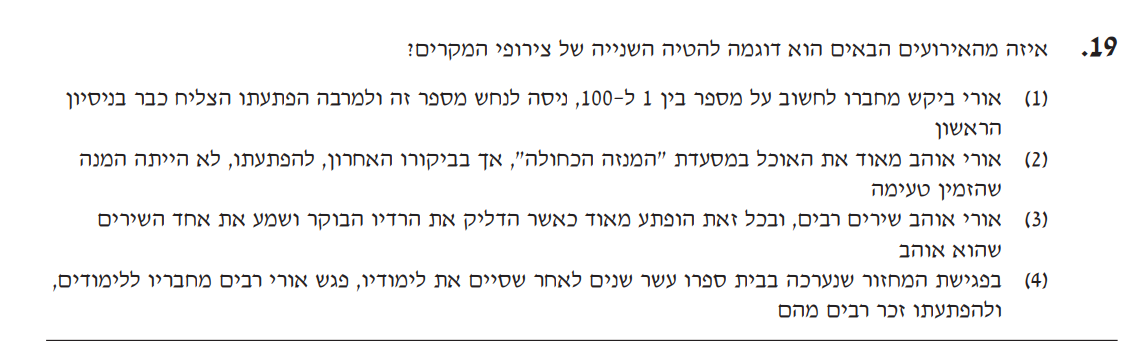 19. איזה מהאירועים הבאים הוא דוגמה להטיה השנייה של צירופי המקרים?
(1) אורי ביקש מחברו לחשוב על מספר בין 1 ל-100, ניסה לנחש מספר זה ולמרבה הפתעתו הצליח כבר בניסיון
הראשון
(2) אורי אוהב מאוד את האוכל במסעדת "המנזה הכחולה", אך בביקורו האחרון, להפתעתו, לא הייתה המנה
שהזמין טעימה
(3) אורי אוהב שירים רבים, ובכל זאת הופתע מאוד כאשר הדליק את הרדיו הבוקר ושמע את אחד השירים
שהוא אוהב
(4) בפגישת המחזור שנערכה בבית ספרו עשר שנים לאחר שסיים את לימודיו, פגש אורי רבים מחבריו ללימודים,
ולהפתעתו זכר רבים מהם